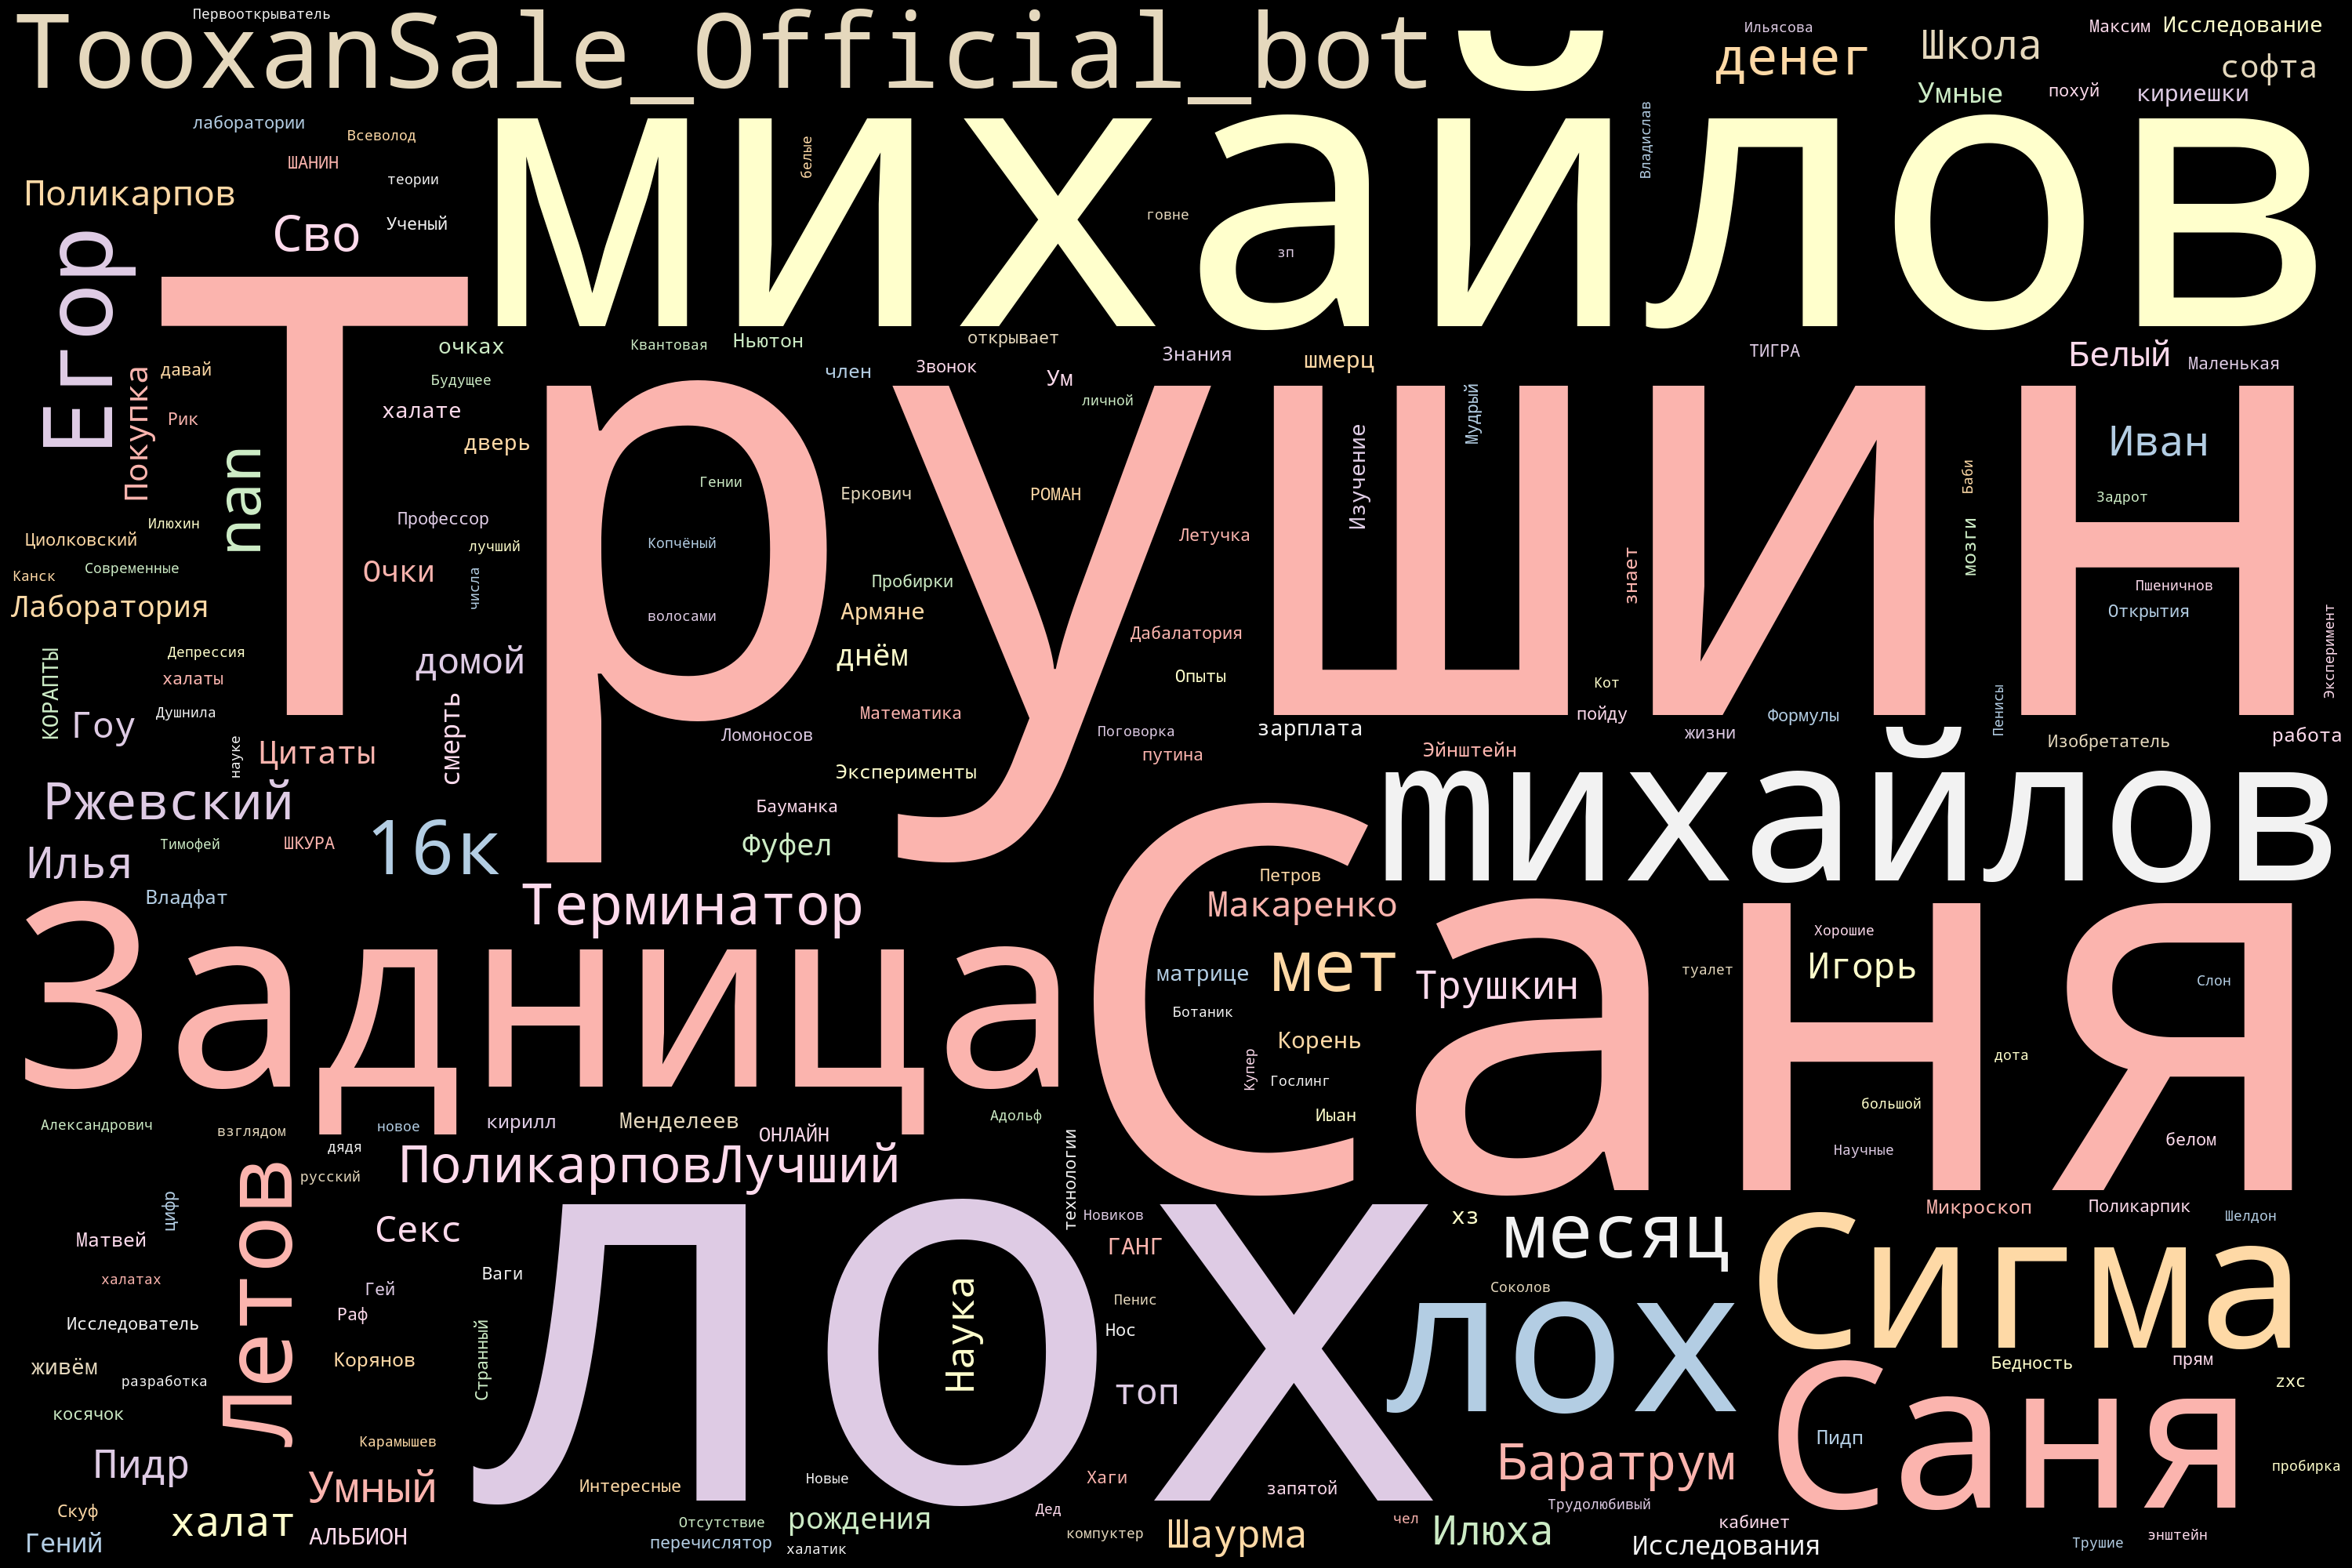 Первооткрыватель
TooxanSale_Official_bot
Ильясова
денег
Школа
Максим
Исследование
софта
Умные
похуй
кириешки
лаборатории
Всеволод
ШАНИН
теории
Поликарпов
Сво
Ученый
михайлов
белые
Владислав
говне
зп
Егор
Трушин
очках
Квантовая
Ньютон
открывает
Знания
шмерц
ТИГРА
Белый
Маленькая
давай
Будущее
член
Звонок
Ум
личной
Покупка
Рик
халате
дверь
Мудрый
Изучение
Иван
nan
Гении
Еркович
РОМАН
Баби
Задрот
Илюхин
Профессор
Циолковский
лучший
Копчёный
Летучка
мозги
Канск
Современные
Очки
числа
Пробирки
знает
Пшеничнов
Лаборатория
волосами
Армяне
Открытия
Дабалатория
Эксперимент
КОРАПТЫ
Депрессия
халаты
домой
днём
Опыты
Кот
Гоу
Душнила
смерть
Математика
пойду
Формулы
Пенисы
науке
Цитаты
Ломоносов
Поговорка
путина
зарплата
Эйнштейн
жизни
Изобретатель
работа
Эксперименты
Ржевский
Бауманка
mихайлов
Тимофей
ШКУРА
16к
Фуфел
Илья
Владфат
Терминатор
Петров
Макаренко
Задница
Саня
матрице
мет
Трушкин
Хорошие
туалет
Игорь
Слон
Ботаник
Корень
Купер
Гослинг
дота
Иыан
большой
Александрович
взглядом
новое
кирилл
Менделеев
ОНЛАЙН
Адольф
дядя
русский
ПоликарповЛучший
технологии
Научные
белом
Летов
цифр
Матвей
Секс
Новиков
ГАНГ
хз
месяц
Микроскоп
Поликарпик
Шелдон
Сигма
халатах
Гей
Ваги
Лох
Наука
Пенис
Соколов
Исследователь
Раф
Странный
Нос
лох
живём
Корянов
разработка
топ
Бедность
прям
zxc
косячок
Саня
Карамышев
Пидр
Умный
Интересные
Новые
Хаги
запятой
Баратрум
Пидп
пробирка
Скуф
халат
АЛЬБИОН
Гений
Отсутствие
перечислятор
рождения
халатик
Дед
компуктер
Шаурма
чел
Илюха
Трудолюбивый
кабинет
Исследования
Трушие
энштейн